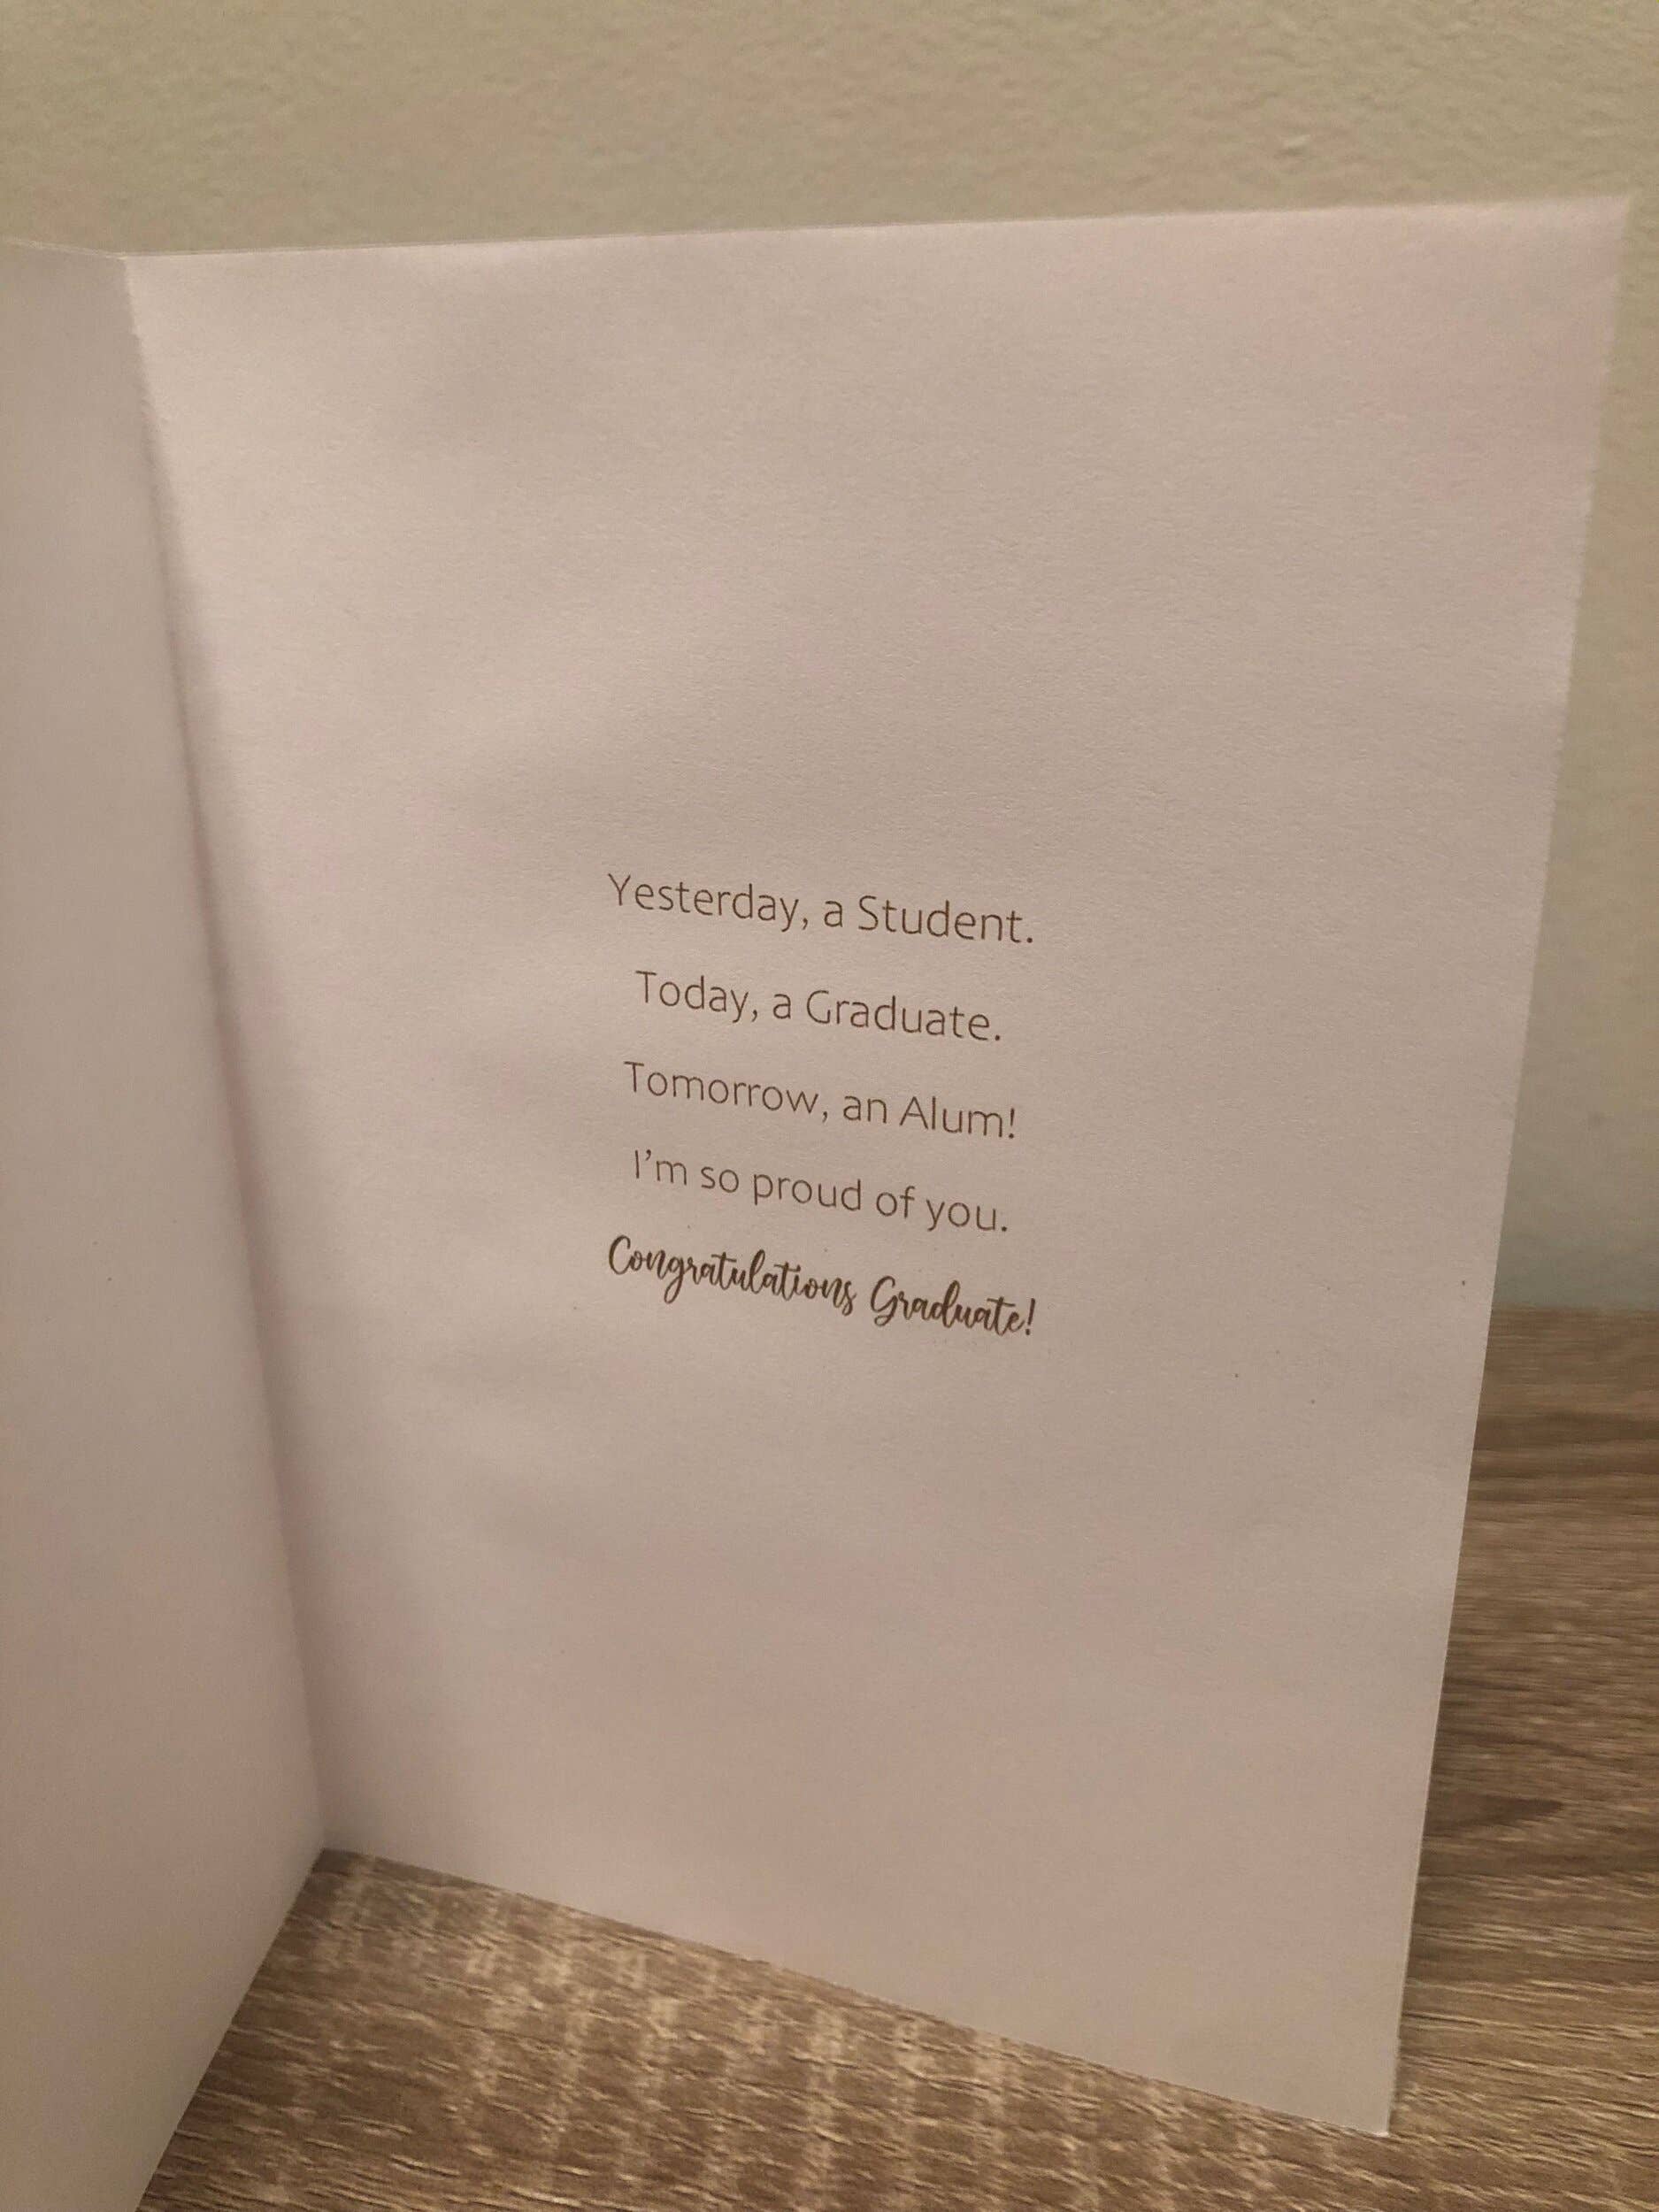 Yesterday, a Student.
Today, a Graduate.
Tomorrow, an Alum!
I'm so proud of you.
Congratulations Graduate!